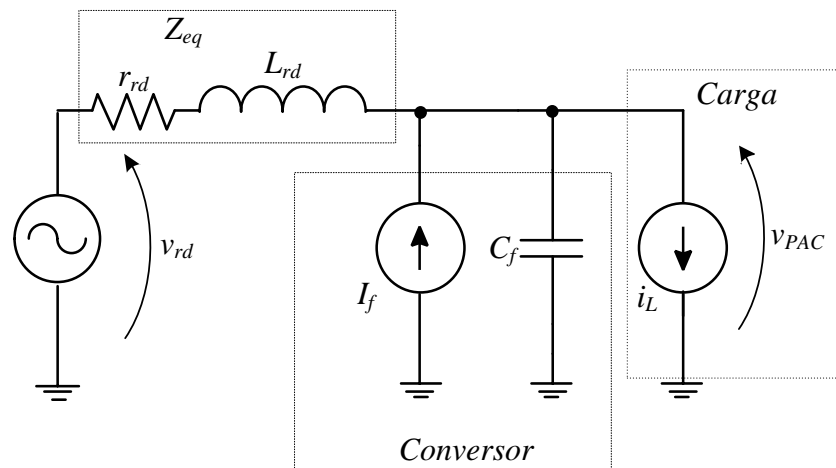 Z_eq
r_rd
L_rd
Carga
v_rd
I_f
C_f
i_L
v_PAC
Conversor